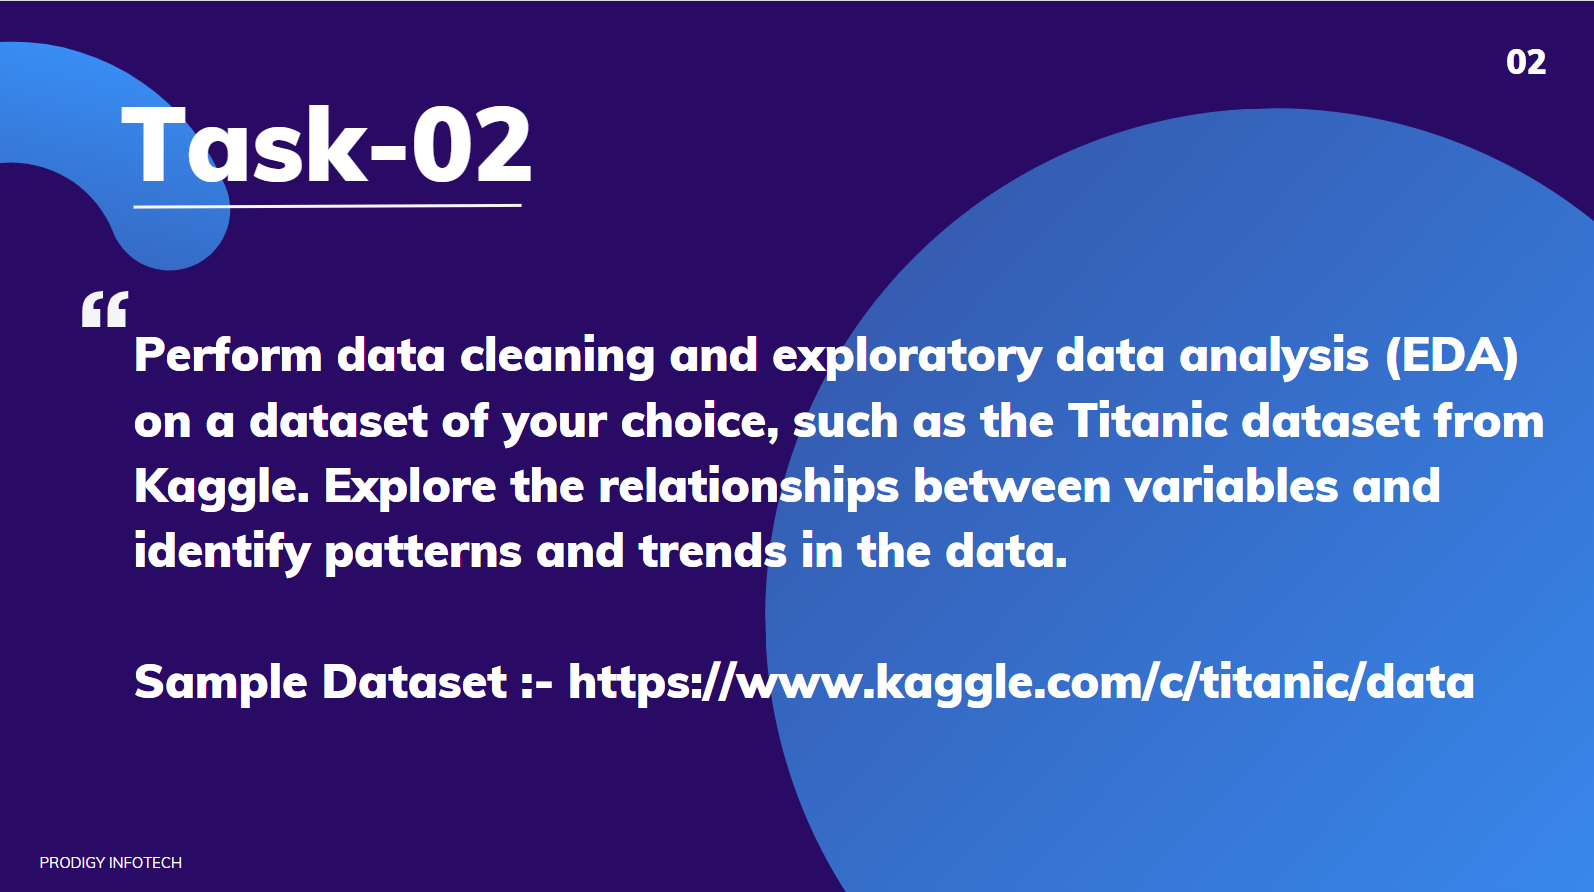 02
Task-02
“
Perform data cleaning and exploratory data analysis (EDA)
on a dataset of your choice, such as the Titanic dataset from
Kaggle. Explore the relationships between variables and
identify patterns and trends in the data.
Sample Dataset :- https://www.kaggle.com/c/titanic/data
PRODIGY INFOTECH